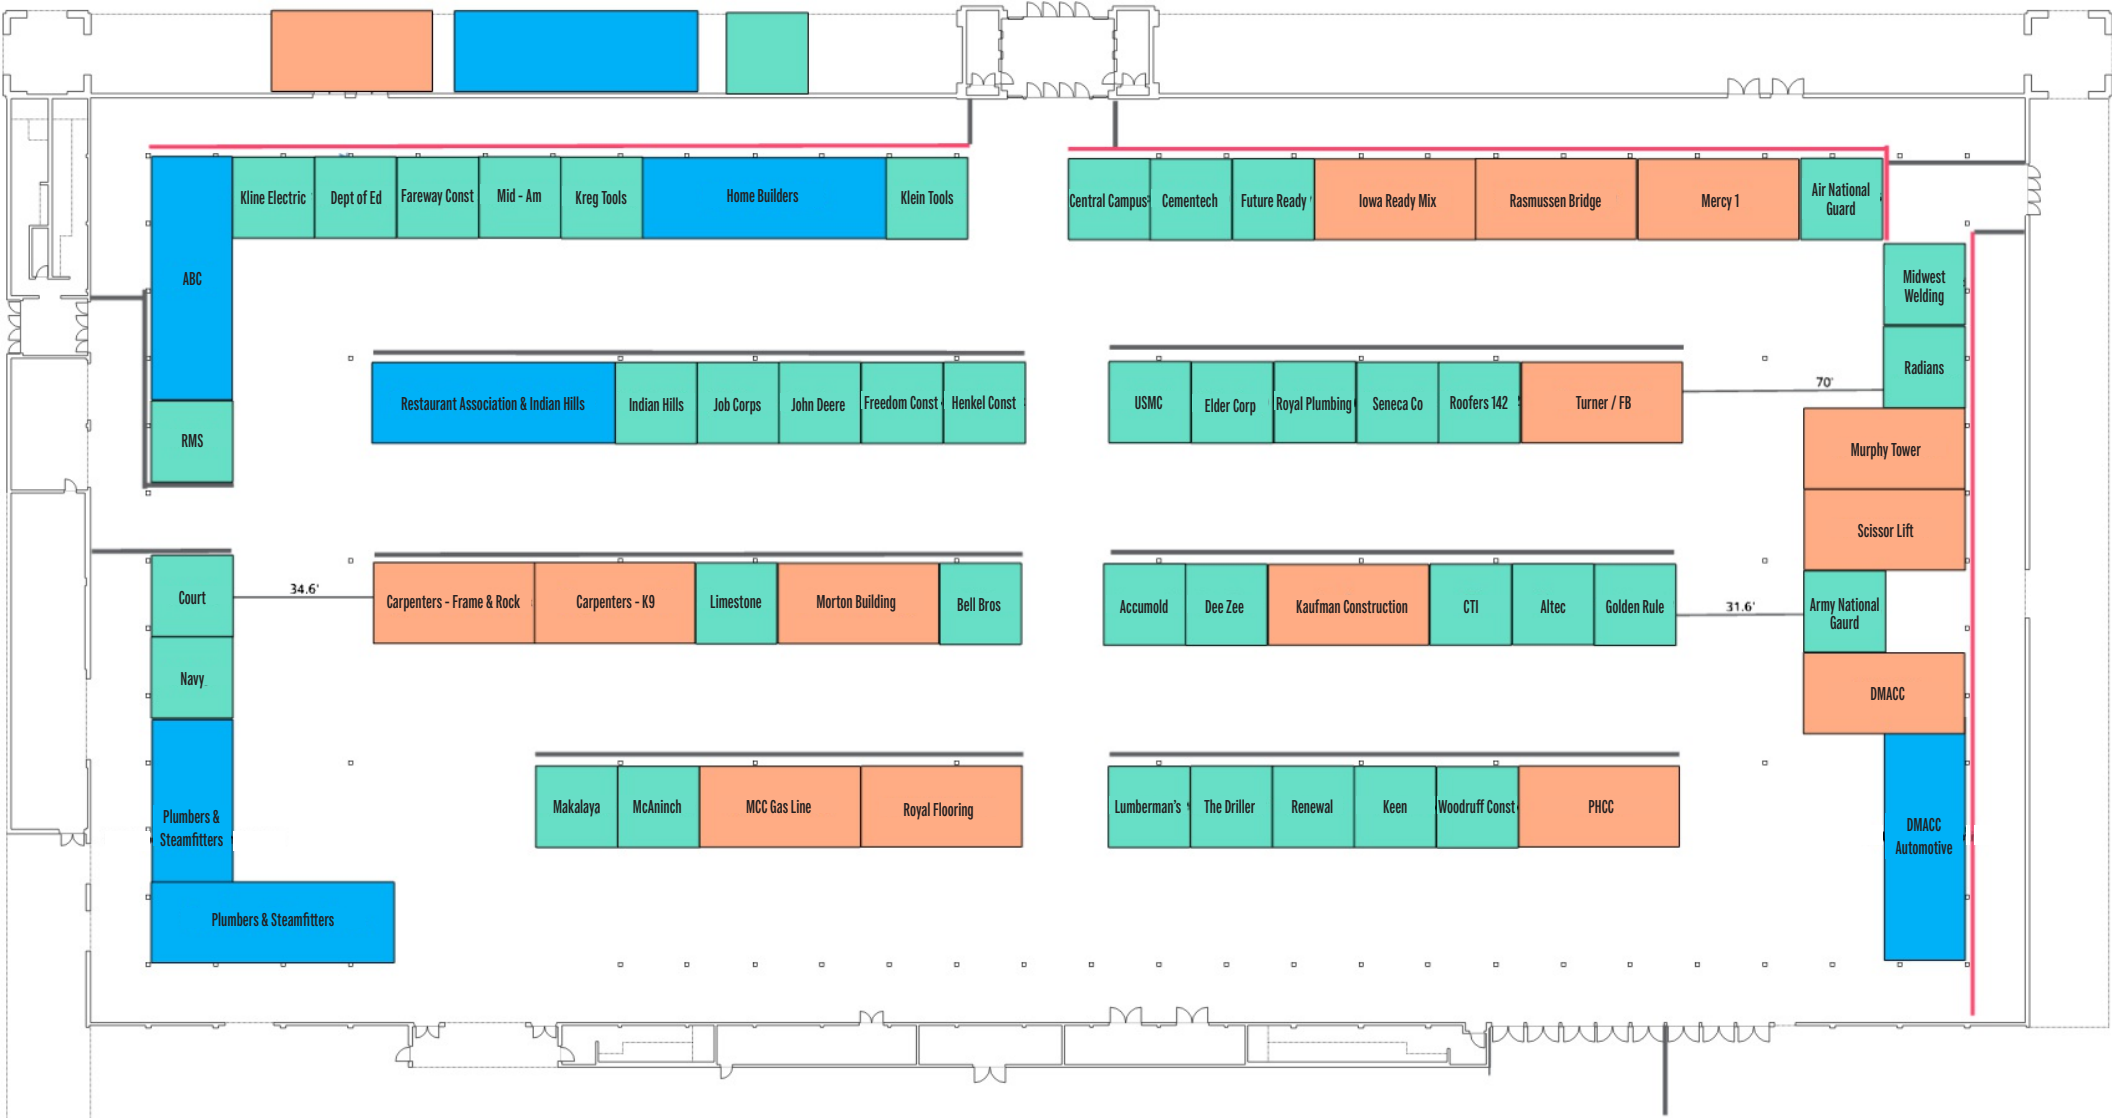 Kline Electric
Dept of Ed
Fareway Const
Mid - Am
Kreg Tools
Home Builders
Klein Tools
Central Campus
Cementech
Future Ready
Iowa Ready Mix
Rasmussen Bridge
Mercy 1
Air National
Guard
ABC
Midwest
Welding
Radians
70'
RMS
Restaurant Association & Indian Hills
Indian Hills
Job Corps
John Deere
Freedom Const
Henkel Const
USMC
Elder Corp
Royal Plumbing
Seneca Co
Roofers 142
Turner / FB
Murphy Tower
Scissor Lift
Court
34.6'
Carpenters - Frame & Rock
Carpenters - K9
Limestone
Morton Building
Bell Bros
Accumold
Dee Zee
Kaufman Construction
CTI
Altec
Golden Rule
31.6'
Army National
Gaurd
Navy
DMACC
Plumbers &
Steamfitters
Makalaya
McAninch
MCC Gas Line
Royal Flooring
Lumberman's
The Driller
Renewal
Keen
Woodruff Const
PHCC
DMACC
Automotive
Plumbers & Steamfitters